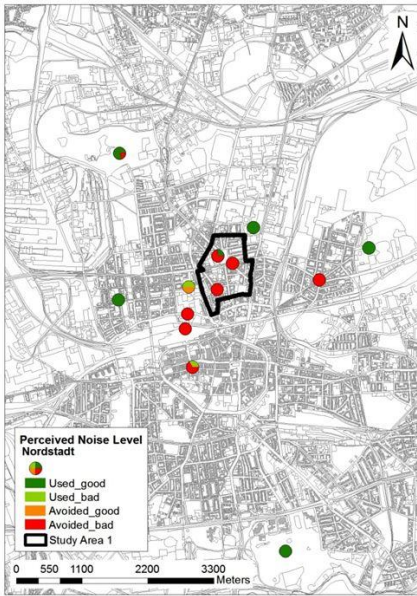 N
Perceived Noise Level
Nordstadt
Used_good
Used_bad
Avoided_good
Avoided_bad
Study Area 1
0 550 1100 2200 3300
Meters